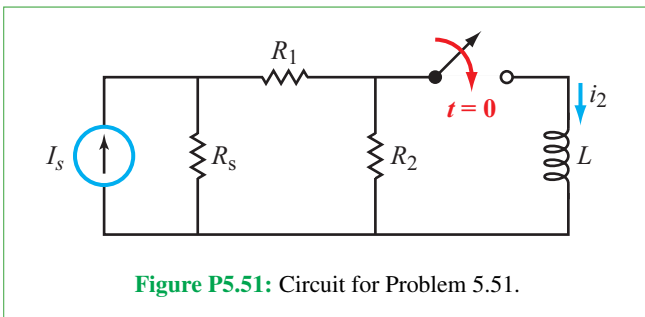 R₁
t = 0
i₂
Iₛ
Rₛ
R₂
L
Figure P5.51: Circuit for Problem 5.51.